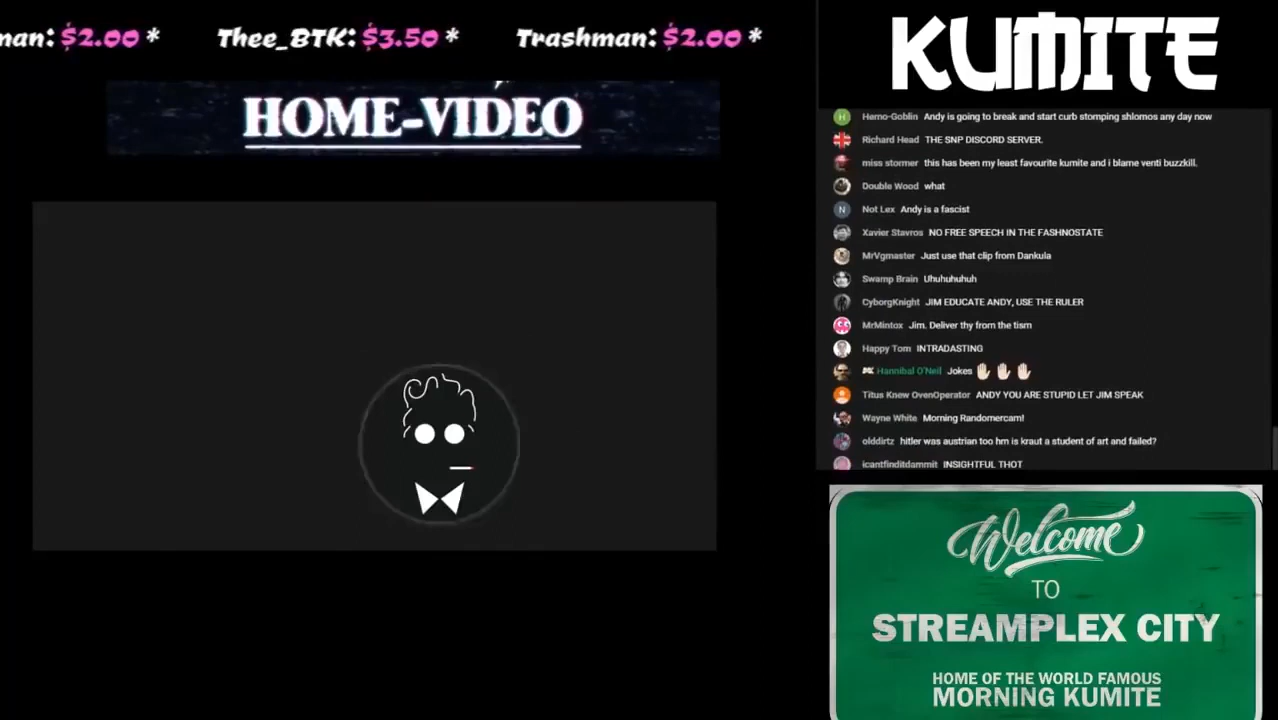 nan: $2.00 * Thee_BTK: $3.50 * Trashman: $2.00 *
HOME-VIDEO
KUMITE
H Hemo-Goblin Andy is going to break and start curb stomping shlomos any day now
Richard Head THE SNP DISCORD SERVER.
miss stormer this has been my least favourite kumite and i blame venti buzzkill.
Double Wood what
N Not Lex Andy is a fascist
Xavier Stavros NO FREE SPEECH IN THE FASHNOSTATE
MrVgmaster Just use that clip from Dankula
Swamp Brain Uhuhuhuhuh
CyborgKnight JIM EDUCATE ANDY, USE THE RULER
MrMintox Jim. Deliver thy from the tism
Happy Tom INTRADASTING
Hannibal O'Neil Jokes
Titus Knew OvenOperator ANDY YOU ARE STUPID LET JIM SPEAK
Wayne White Morning Randomercam!
olddirtz hitler was austrian too hm is kraut a student of art and failed?
icantfinditdammit INSIGHTFUL THOT
Welcome
TO
STREAMPLEX CITY
HOME OF THE WORLD FAMOUS
MORNING KUMITE